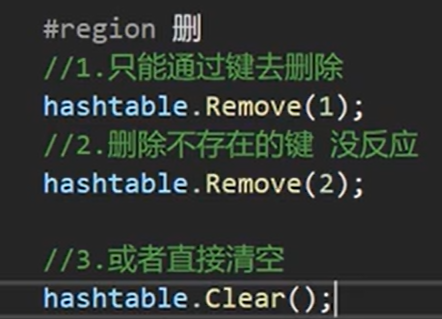 #region 删
//1.只能通过键去删除
hashtable.Remove(1);
//2.删除不存在的键 没反应
hashtable.Remove(2);
//3.或者直接清空
hashtable.Clear();